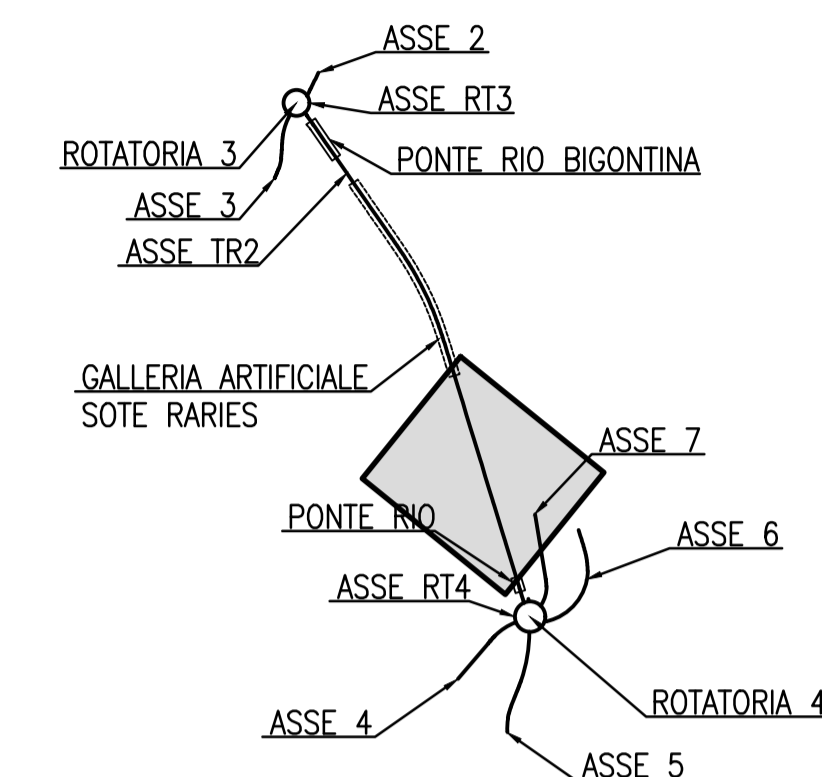 ASSE 2
ASSE RT3
ROTATORIA 3
PONTE RIO BIGONTINA
ASSE 3
ASSE TR2
GALLERIA ARTIFICIALE
SOTE RARIES
ASSE 7
PONTE RIO
ASSE 6
ASSE RT4
ROTATORIA 4
ASSE 4
ASSE 5